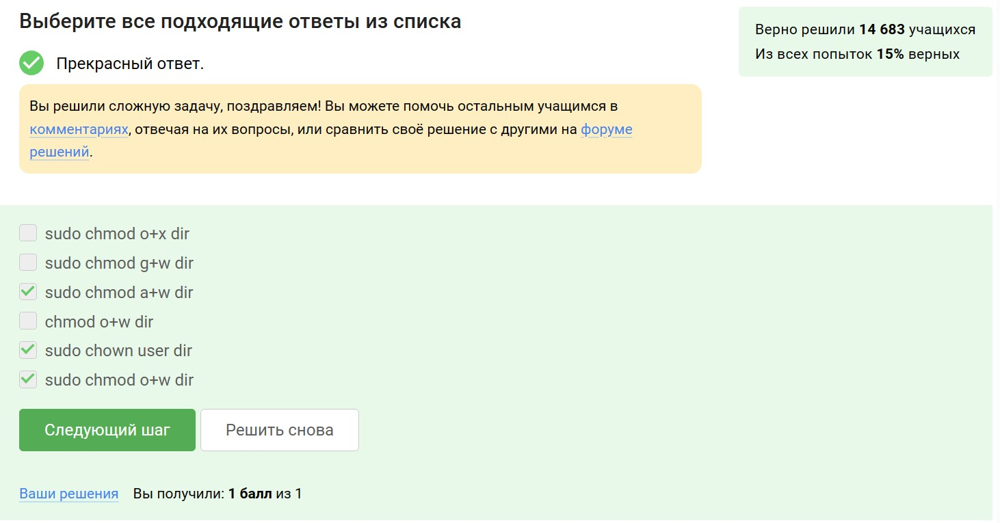 Выберите все подходящие ответы из списка
Верно решили 14 683 учащихся
Из всех попыток 15% верных
Прекрасный ответ.
Вы решили сложную задачу, поздравляем! Вы можете помочь остальным учащимся в
комментариях, отвечая на их вопросы, или сравнить своё решение с другими на форуме
решений.
sudo chmod o+x dir
sudo chmod g+w dir
sudo chmod a+w dir
chmod o+w dir
sudo chown user dir
sudo chmod o+w dir
Следующий шаг
Решить снова
Ваши решения Вы получили: 1 балл из 1